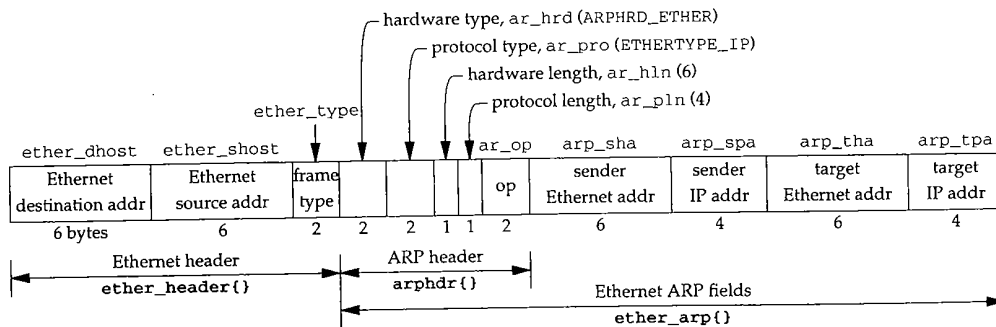 hardware type, ar_hrd (ARPHRD_ETHER)
protocol type, ar_pro (ETHERTYPE_IP)
hardware length, ar_hln (6)
protocol length, ar_pln (4)
ether_type
ether_dhost ether_shost ar_op arp_sha arp_spa arp_tha arp_tpa
Ethernet destination addr
Ethernet source addr
frame type
op
sender Ethernet addr
sender IP addr
target Ethernet addr
target IP addr
6 bytes 6 2 2 2 1 1 2 6 4 6 4
Ethernet header
ether_header{}
ARP header
arphdr{}
Ethernet ARP fields
ether_arp{}